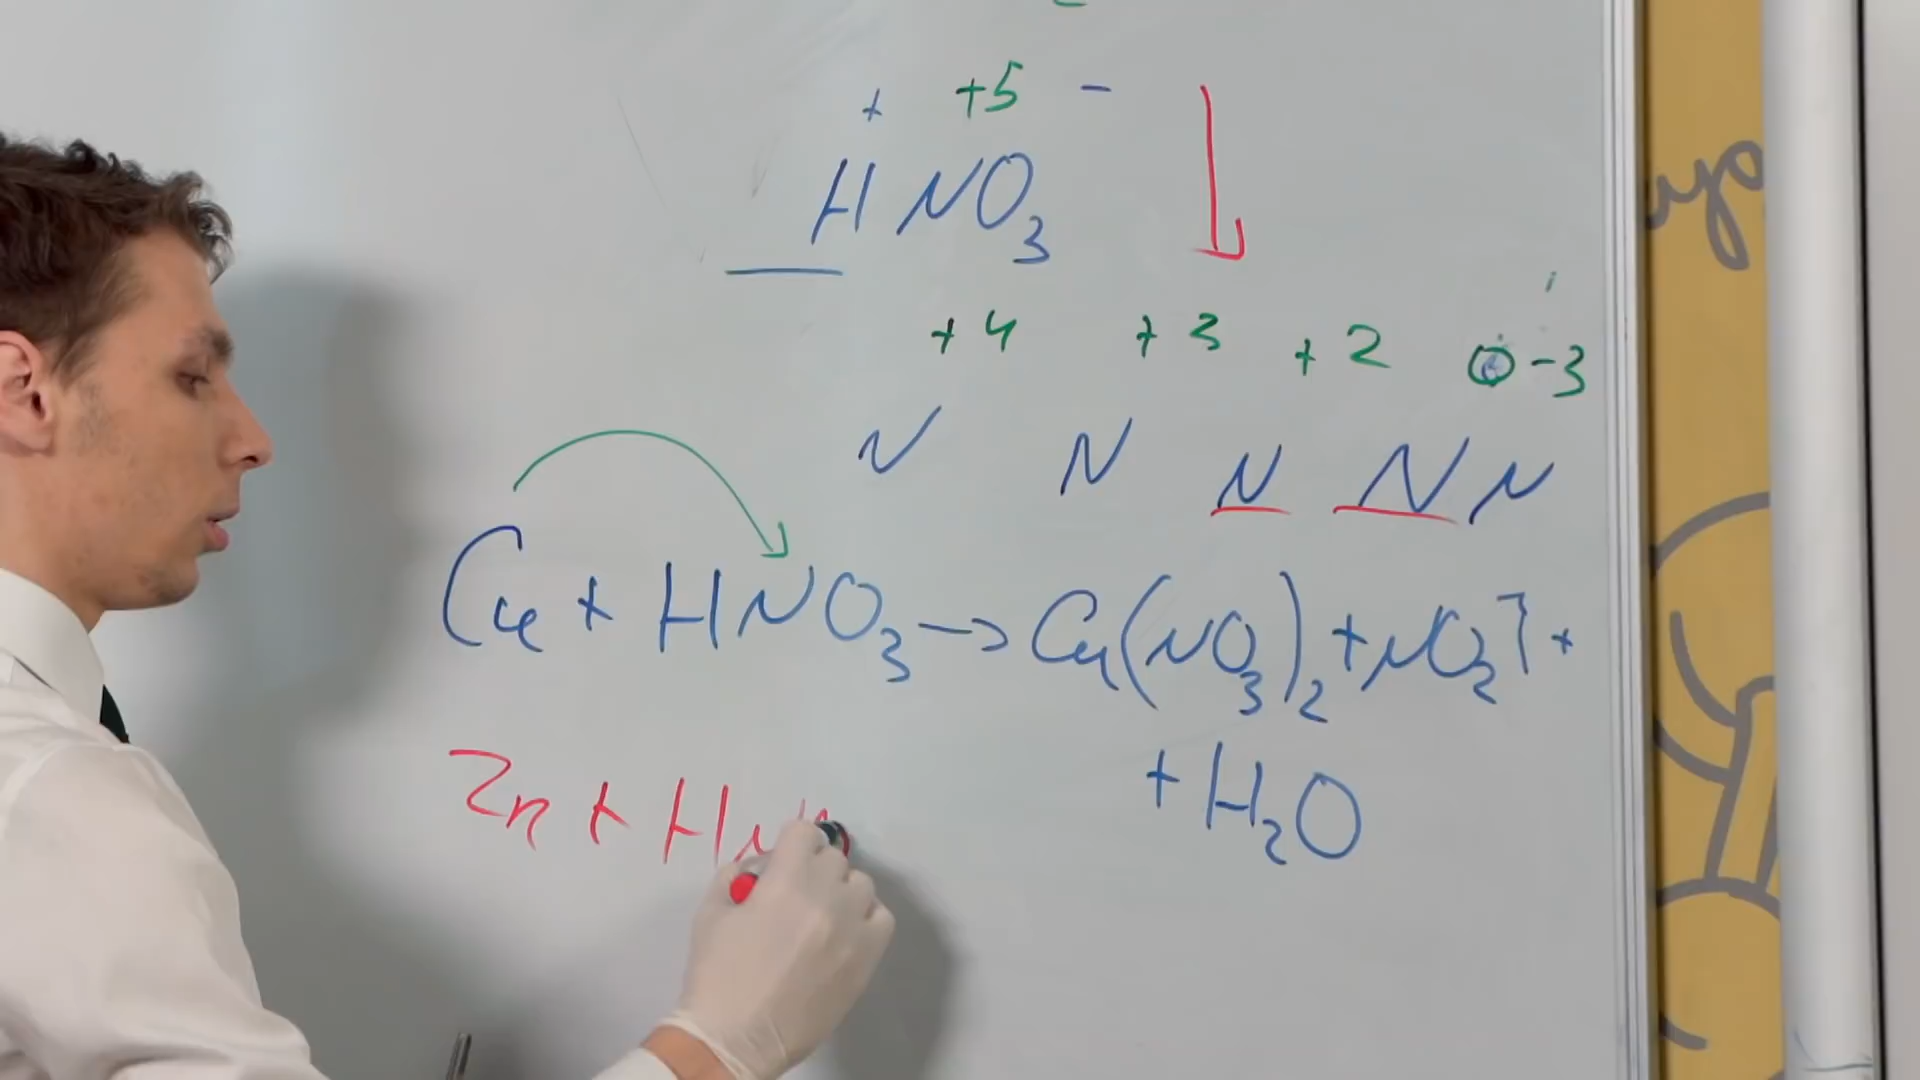 + +5 -
HNO3
+4 +3 +2 0 -3
N N N N N
Cu + HNO3 → Cu(NO3)2 + NO2↑ +
+ H2O
Zn + HN